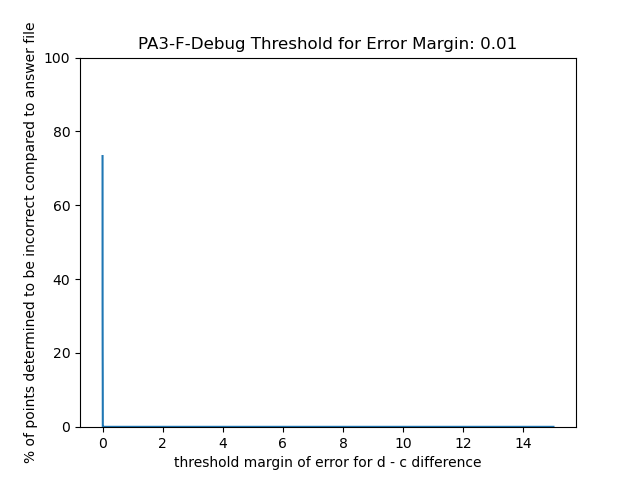 PA3-F-Debug Threshold for Error Margin: 0.01
% of points determined to be incorrect compared to answer file
100
80
60
40
20
0
0 2 4 6 8 10 12 14
threshold margin of error for d - c difference